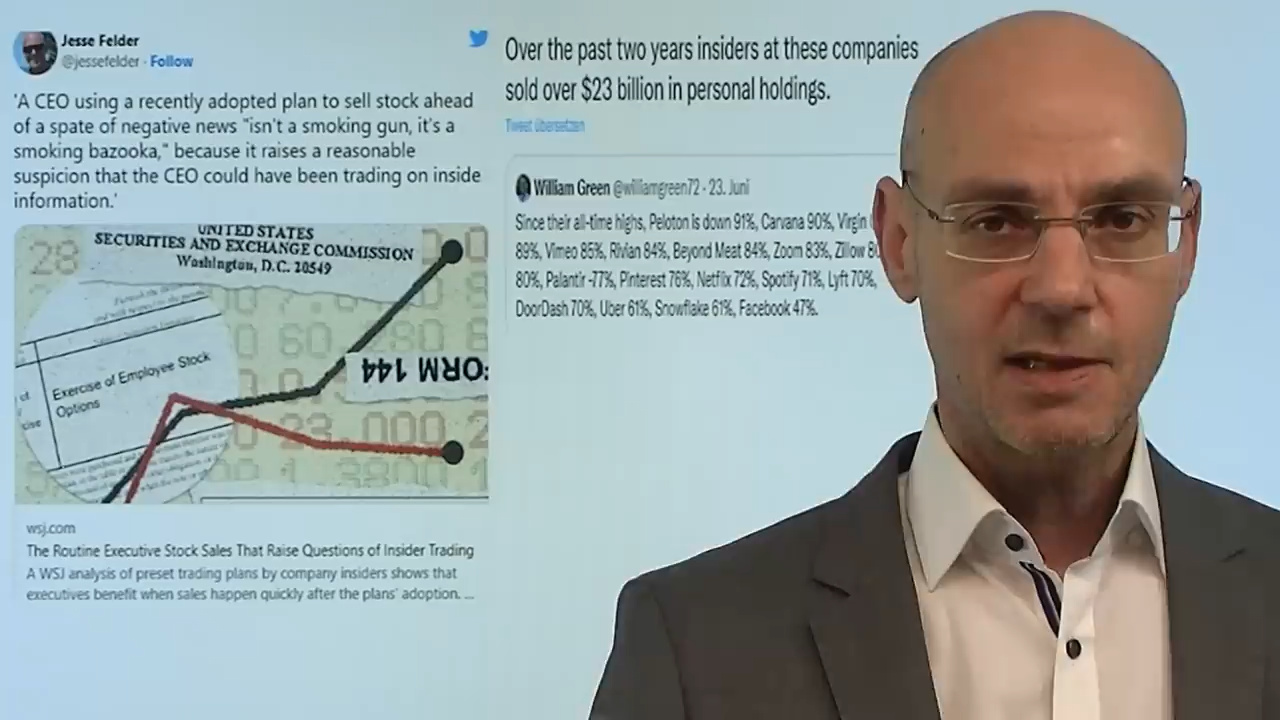 Jesse Felder
@jessefelder · Follow
'A CEO using a recently adopted plan to sell stock ahead
of a spate of negative news "isn't a smoking gun, it's a
smoking bazooka," because it raises a reasonable
suspicion that the CEO could have been trading on inside
information.'
28
UNITED STATES
SECURITIES AND EXCHANGE COMMISSION
Washington, D.C. 20549
Exercise of Employee Stock
Options
ORM 144
23.000
wsj.com
The Routine Executive Stock Sales That Raise Questions of Insider Trading
A WSJ analysis of preset trading plans by company insiders shows that
executives benefit when sales happen quickly after the plans' adoption. ...
Over the past two years insiders at these companies
sold over $23 billion in personal holdings.
Tweet übersetzen
William Green @williamgreen72 · 23. Juni
Since their all-time highs, Peloton is down 91%, Carvana 90%, Virgin
89%, Vimeo 85%, Rivian 84%, Beyond Meat 84%, Zoom 83%, Zillow
80%, Palantir -77%, Pinterest 76%, Netflix 72%, Spotify 71%, Lyft 70%,
DoorDash 70%, Uber 61%, Snowflake 61%, Facebook 47%.